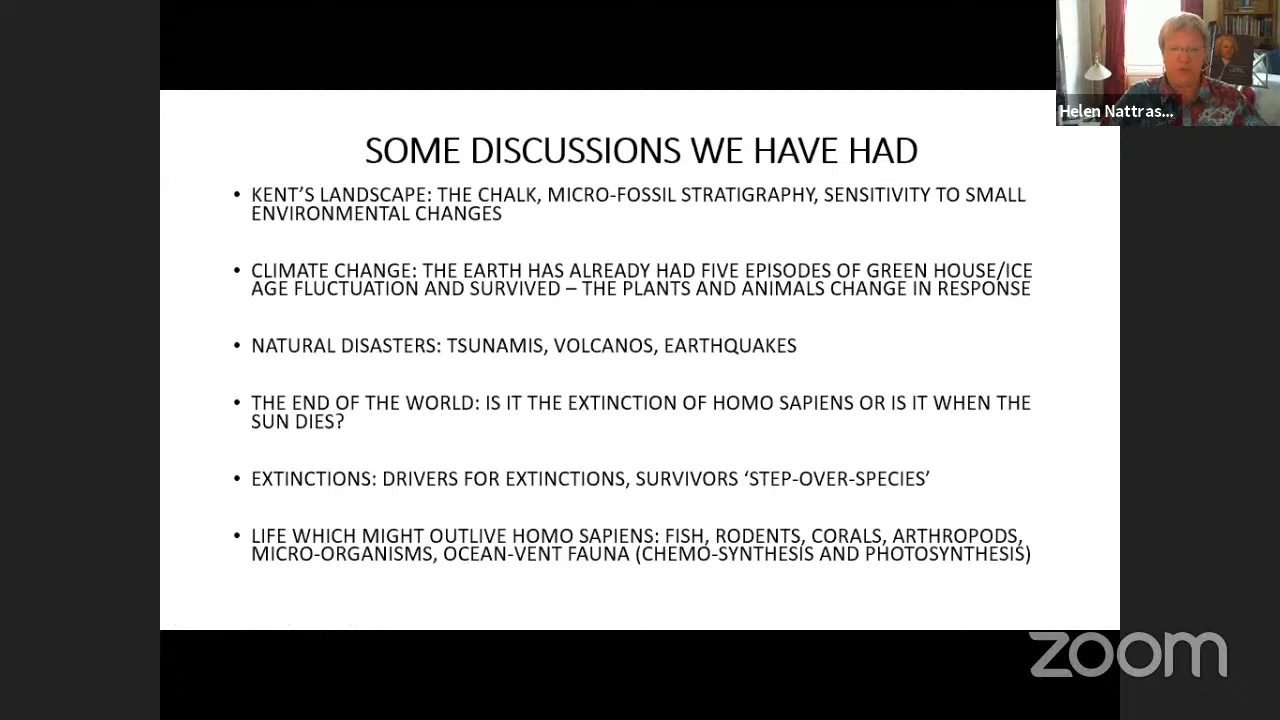 Helen Nattras...
SOME DISCUSSIONS WE HAVE HAD
• KENT'S LANDSCAPE: THE CHALK, MICRO-FOSSIL STRATIGRAPHY, SENSITIVITY TO SMALL
ENVIRONMENTAL CHANGES
• CLIMATE CHANGE: THE EARTH HAS ALREADY HAD FIVE EPISODES OF GREEN HOUSE/ICE
AGE FLUCTUATION AND SURVIVED – THE PLANTS AND ANIMALS CHANGE IN RESPONSE
• NATURAL DISASTERS: TSUNAMIS, VOLCANOS, EARTHQUAKES
• THE END OF THE WORLD: IS IT THE EXTINCTION OF HOMO SAPIENS OR IS IT WHEN THE
SUN DIES?
• EXTINCTIONS: DRIVERS FOR EXTINCTIONS, SURVIVORS ‘STEP-OVER-SPECIES’
• LIFE WHICH MIGHT OUTLIVE HOMO SAPIENS: FISH, RODENTS, CORALS, ARTHROPODS,
MICRO-ORGANISMS, OCEAN-VENT FAUNA (CHEMO-SYNTHESIS AND PHOTOSYNTHESIS)
zoom